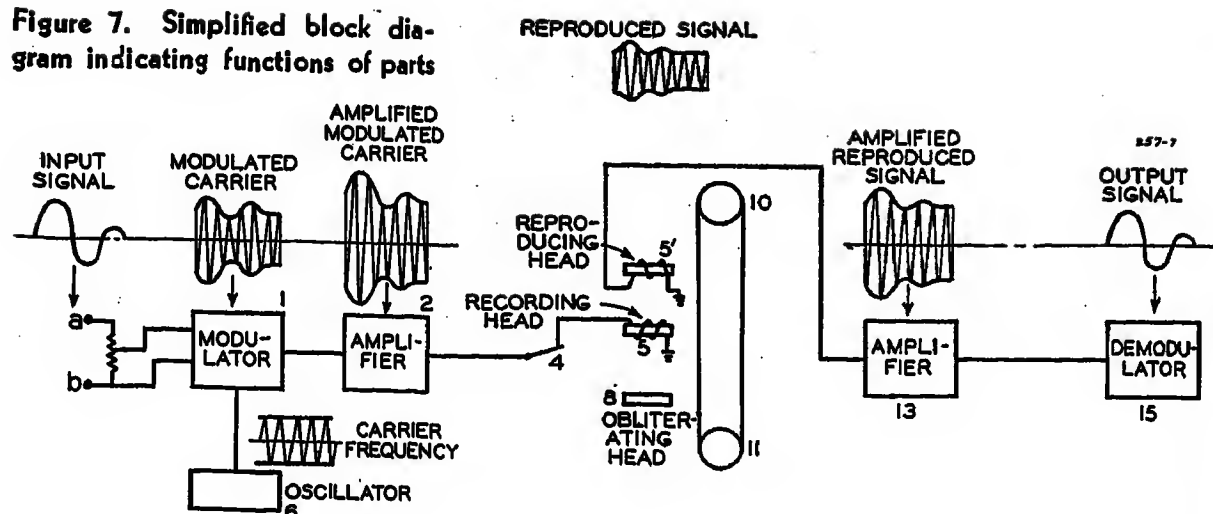 Figure 7. Simplified block dia-
gram indicating functions of parts
REPRODUCED SIGNAL
INPUT
SIGNAL
MODULATED
CARRIER
AMPLIFIED
MODULATED
CARRIER
AMPLIFIED
REPRODUCED
SIGNAL
257-7
OUTPUT
SIGNAL
a
b
1
MODU-
LATOR
2
AMPLI-
FIER
4
REPRO-
DUCING
HEAD
5'
RECORDING
HEAD
5
8
OBLITER-
ATING
HEAD
10
11
AMPLI-
FIER
13
DEMODU-
LATOR
15
CARRIER
FREQUENCY
OSCILLATOR
6